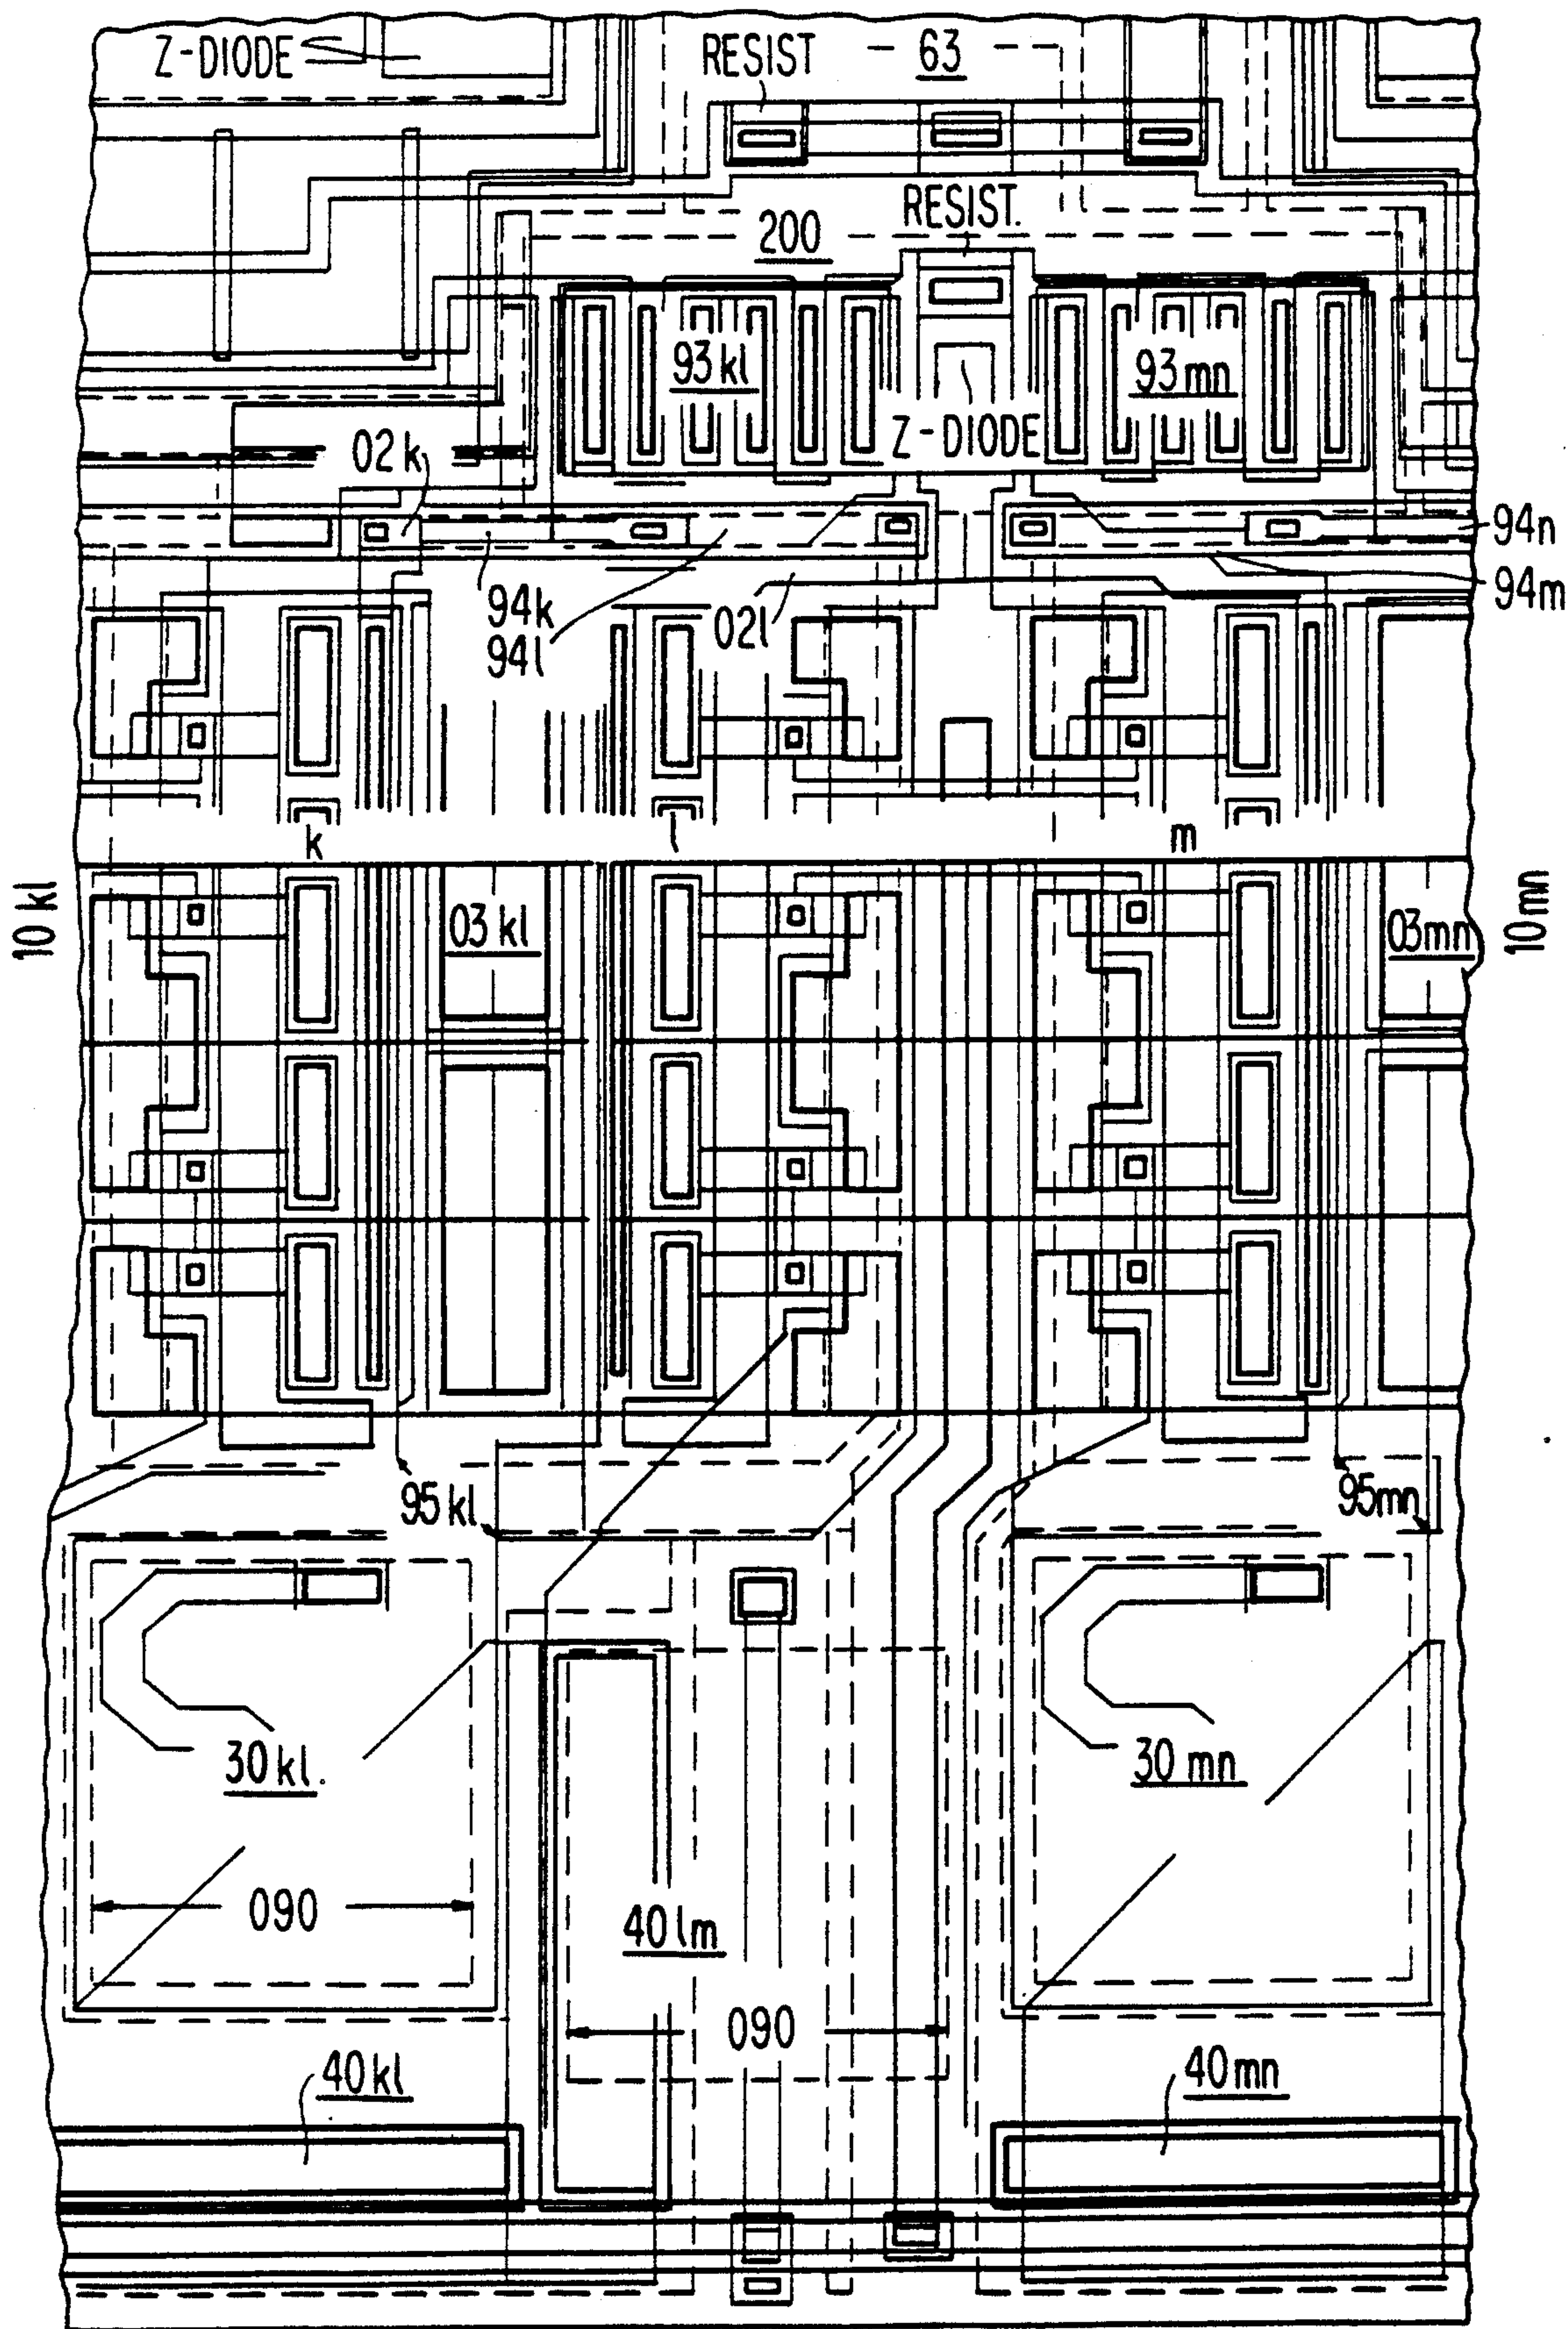 Z-DIODE
RESIST
63
RESIST.
200
93 kl
93 mn
Z-DIODE
02 k
94n
94m
94k
94l
02l
k
l
m
10 kl
03 kl
03mn
10mn
95 kl
95mn
30 kl.
30 mn
090
40 lm
090
40 kl
40 mn